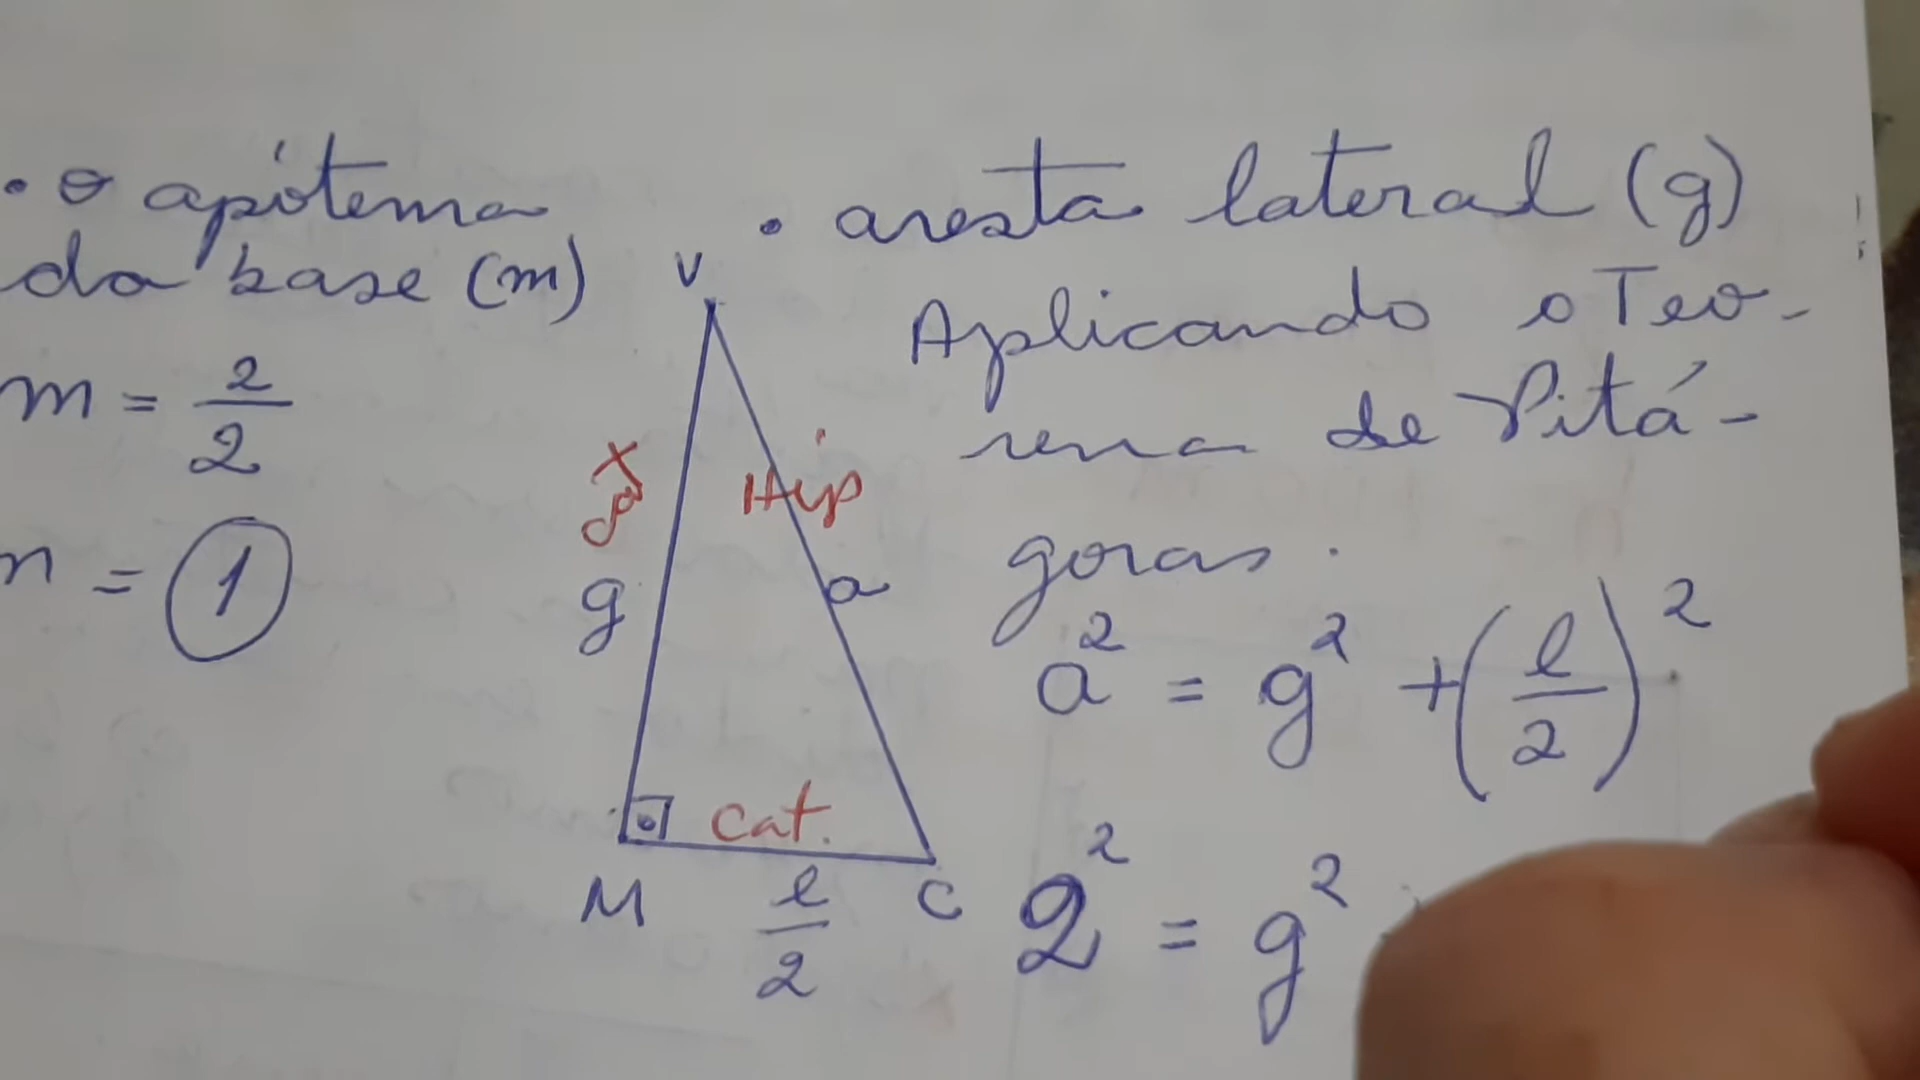 • o apótema
da base (m)
m = 2/2
m = 1
V
Hip
cat.
g
a
cat.
M
l/2
C
• aresta lateral (g)
Aplicando o Teo-
rema de Pitá-
goras.
a² = g² + (l/2)²
2² = g²